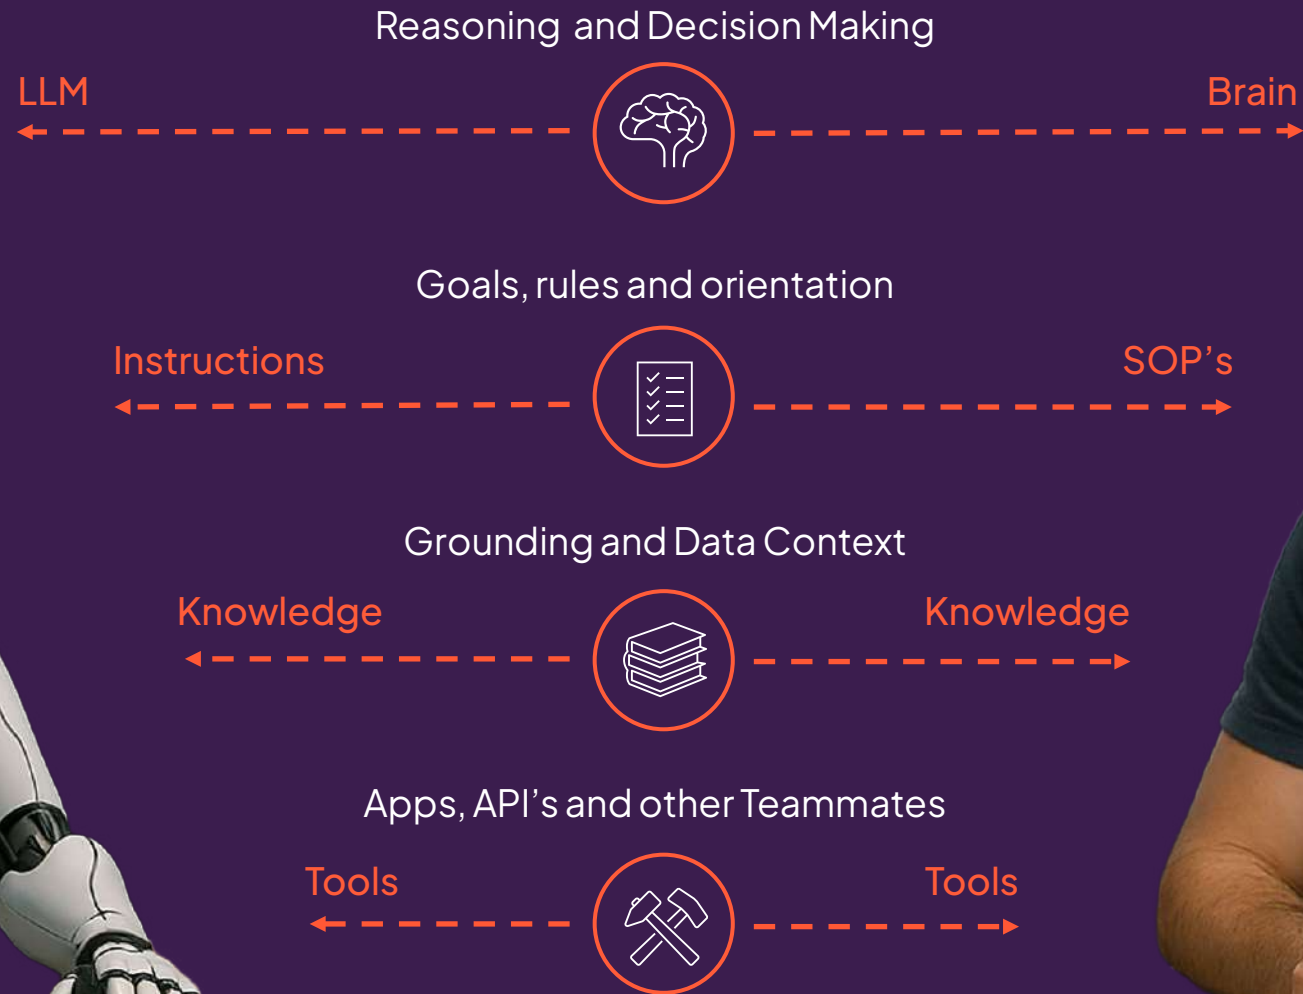 Reasoning and Decision Making
LLM
Brain
Goals, rules and orientation
Instructions
SOP's
Grounding and Data Context
Knowledge
Knowledge
Apps, API's and other Teammates
Tools
Tools